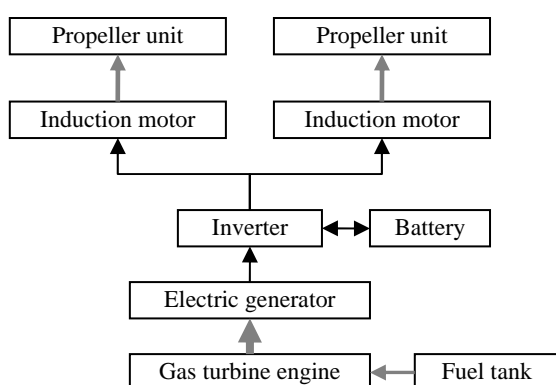 Propeller unit
Propeller unit
Induction motor
Induction motor
Inverter
Battery
Electric generator
Gas turbine engine
Fuel tank